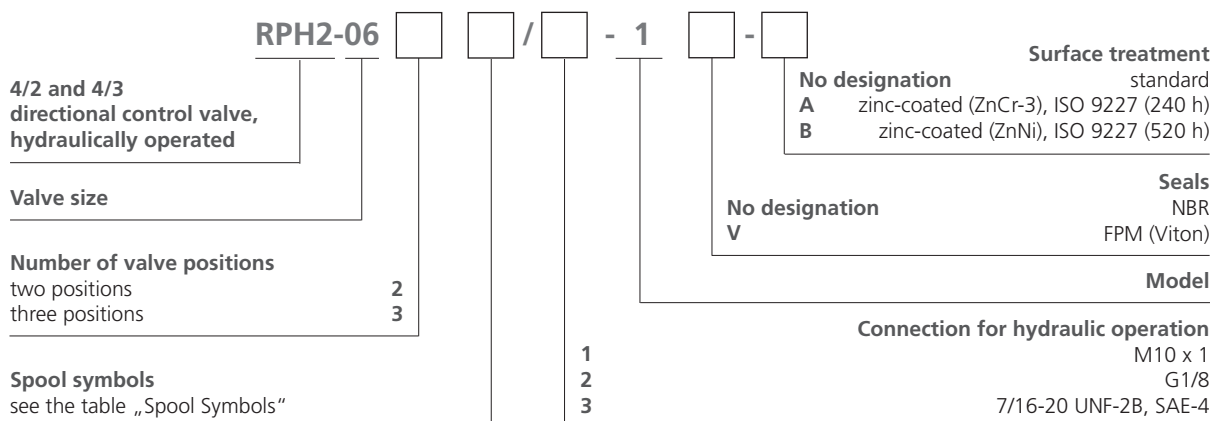 RPH2-06 / - 1 -
4/2 and 4/3
directional control valve,
hydraulically operated
Valve size
Number of valve positions
two positions 2
three positions 3
Spool symbols
see the table „Spool Symbols“
Surface treatment
No designation standard
A zinc-coated (ZnCr-3), ISO 9227 (240 h)
B zinc-coated (ZnNi), ISO 9227 (520 h)
Seals
No designation NBR
V FPM (Viton)
Model
Connection for hydraulic operation
1 M10 x 1
2 G1/8
3 7/16-20 UNF-2B, SAE-4